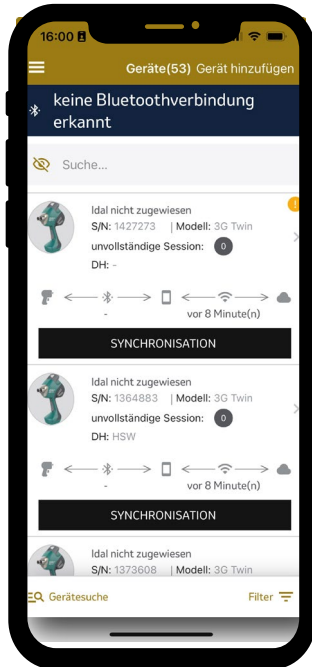 16:00
Geräte(53) Gerät hinzufügen
keine Bluetoothverbindung
erkannt
Suche...
Idal nicht zugewiesen
S/N: 1427273 | Modell: 3G Twin
unvollständige Session: 0
DH: -
-
vor 8 Minute(n)
SYNCHRONISATION
Idal nicht zugewiesen
S/N: 1364883 | Modell: 3G Twin
unvollständige Session: 0
DH: HSW
-
vor 8 Minute(n)
SYNCHRONISATION
Idal nicht zugewiesen
S/N: 1373608 | Modell: 3G Twin
Gerätesuche
Filter